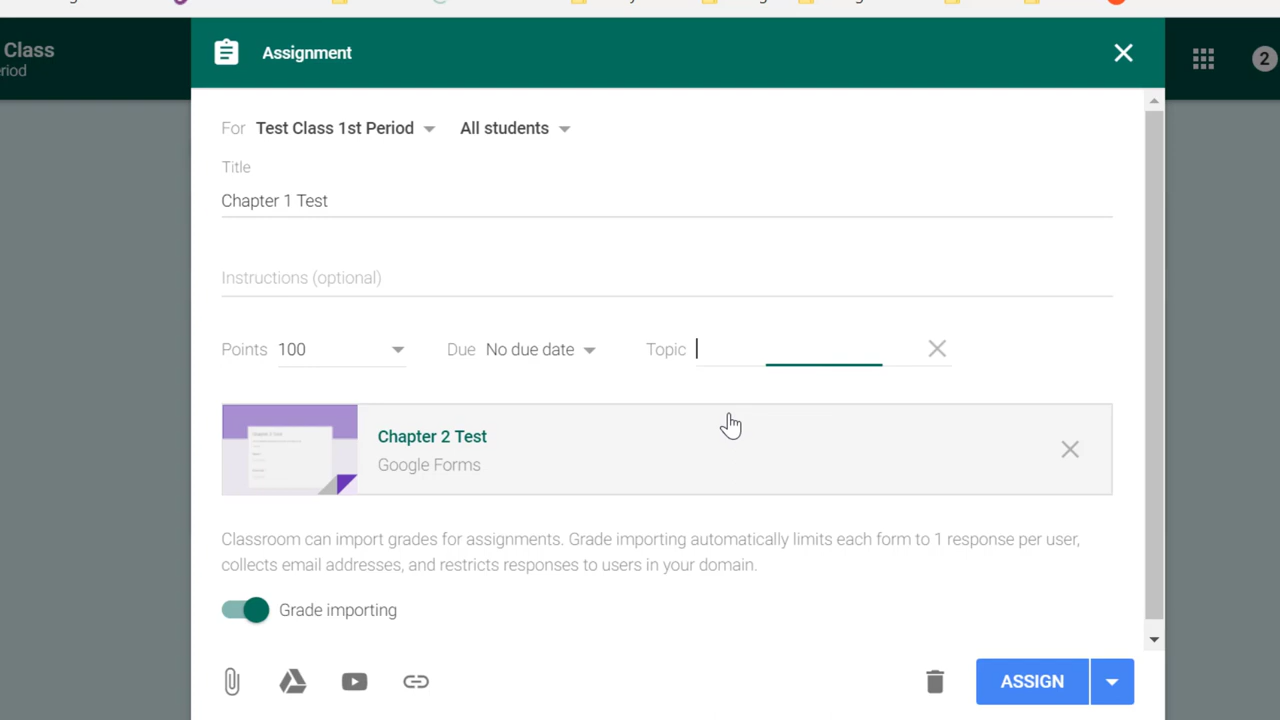 Class
eriod
Assignment
2
For Test Class 1st Period All students
Title
Chapter 1 Test
Instructions (optional)
Points 100 Due No due date Topic
Chapter 2 Test
Google Forms
Classroom can import grades for assignments. Grade importing automatically limits each form to 1 response per user,
collects email addresses, and restricts responses to users in your domain.
Grade importing
ASSIGN